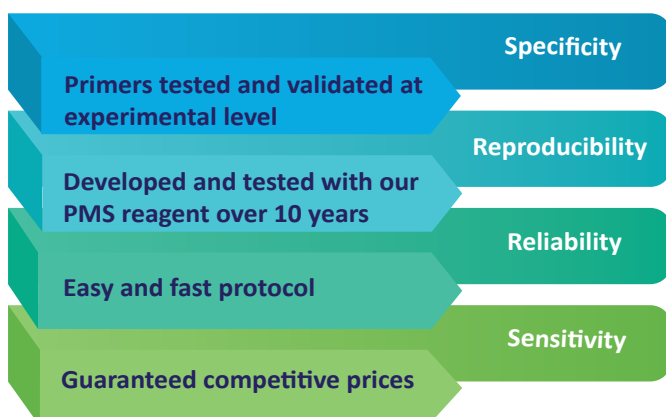 Specificity
Primers tested and validated at
experimental level
Reproducibility
Developed and tested with our
PMS reagent over 10 years
Reliability
Easy and fast protocol
Sensitivity
Guaranteed competitive prices